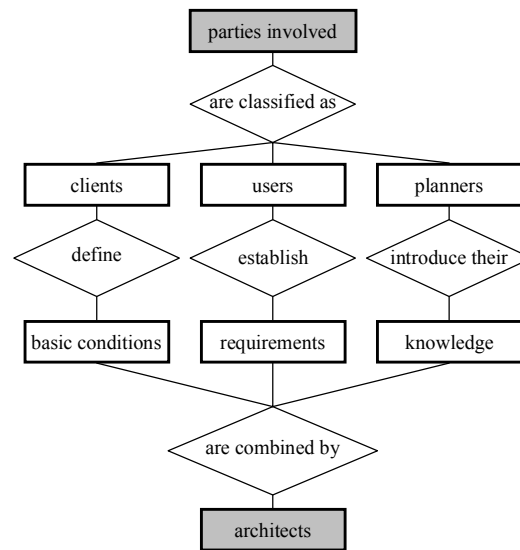 parties involved
are classified as
clients
users
planners
define
establish
introduce their
basic conditions
requirements
knowledge
are combined by
architects